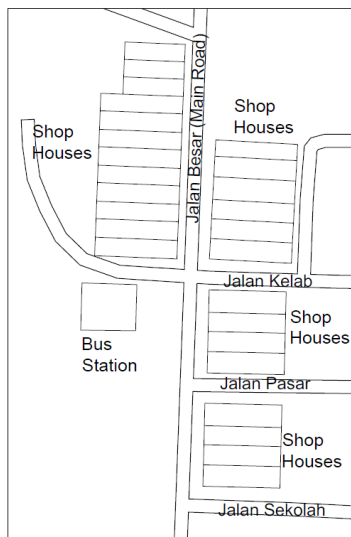 Jalan Besar (Main Road)
Shop
Houses
Shop
Houses
Jalan Kelab
Shop
Houses
Bus
Station
Jalan Pasar
Shop
Houses
Jalan Sekolah